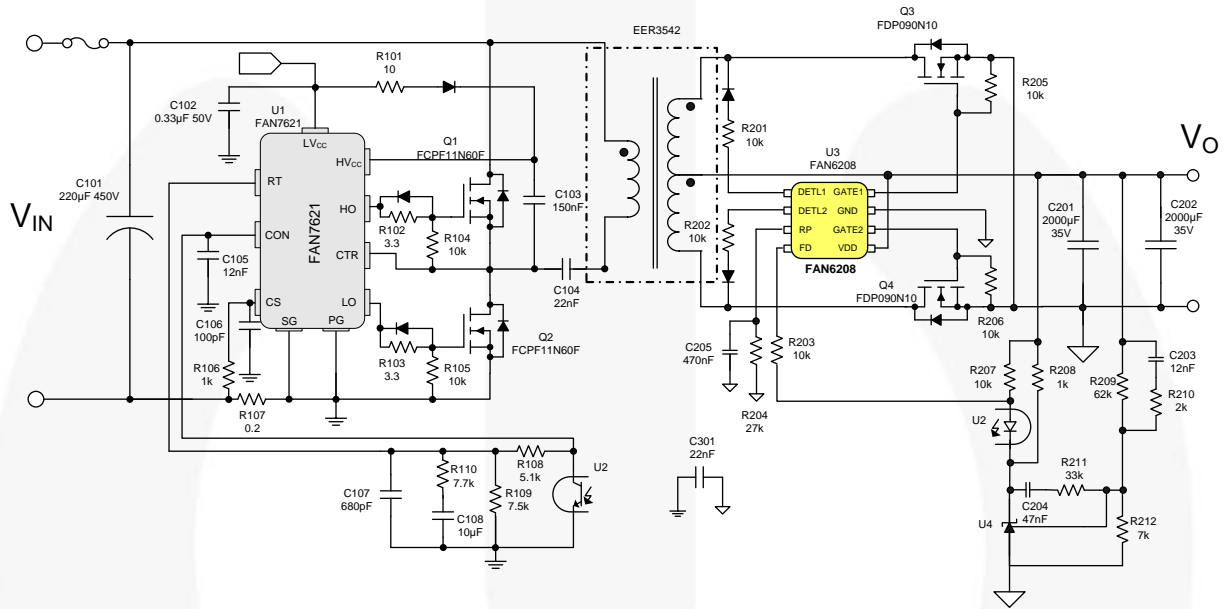 Q3
FDP090N10
EER3542
R101
10
R205
10k
C102
0.33µF 50V
U1
FAN7621
LVCC
Q1
FCPF11N60F
HVCC
R201
10k
U3
FAN6208
VO
RT
DETL1
GATE1
C101
220µF 450V
HO
C103
150nF
DETL2
GND
C201
2000µF
35V
C202
2000µF
35V
VIN
R102
3.3
R104
10k
R202
10k
RP
GATE2
CON
FAN7621
CTR
FD
VDD
FAN6208
C105
12nF
C104
22nF
Q4
FDP090N10
CS
LO
R206
10k
C106
100pF
SG
PG
Q2
FCPF11N60F
R106
1k
R103
3.3
R105
10k
C205
470nF
R203
10k
R207
10k
R208
1k
R209
62k
C203
12nF
R210
2k
R107
0.2
R204
27k
U2
C301
22nF
R108
5.1k
U2
R110
7.7k
R109
7.5k
C107
680pF
C108
10µF
R211
33k
C204
47nF
U4
R212
7k